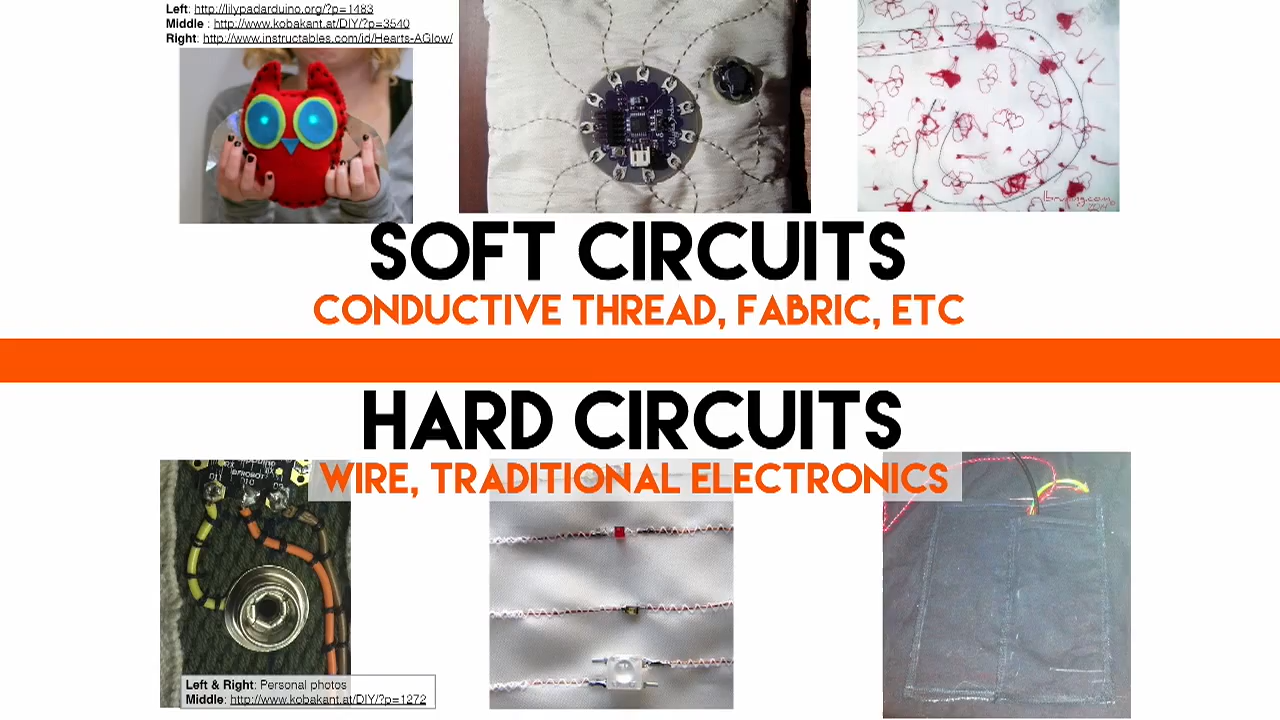 Left: http://lilypadarduino.org/?p=1483
Middle : http://www.kobakant.at/DIY/?p=3540
Right: http://www.instructables.com/id/Hearts-AGlow/
SOFT CIRCUITS
CONDUCTIVE THREAD, FABRIC, ETC
HARD CIRCUITS
WIRE, TRADITIONAL ELECTRONICS
D11
Left & Right: Personal photos
Middle: http://www.kobakant.at/DIY/?p=1272